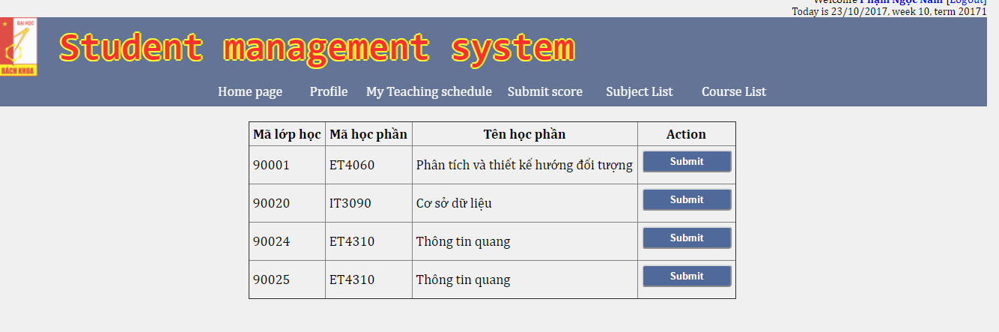 Welcome Phạm Ngọc Nam [Logout]
Today is 23/10/2017, week 10, term 20171
ĐẠI HỌC
BÁCH KHOA
Student management system
Home page Profile My Teaching schedule Submit score Subject List Course List
Mã lớp học Mã học phần Tên học phần Action
90001 ET4060 Phân tích và thiết kế hướng đối tượng Submit
90020 IT3090 Cơ sở dữ liệu Submit
90024 ET4310 Thông tin quang Submit
90025 ET4310 Thông tin quang Submit